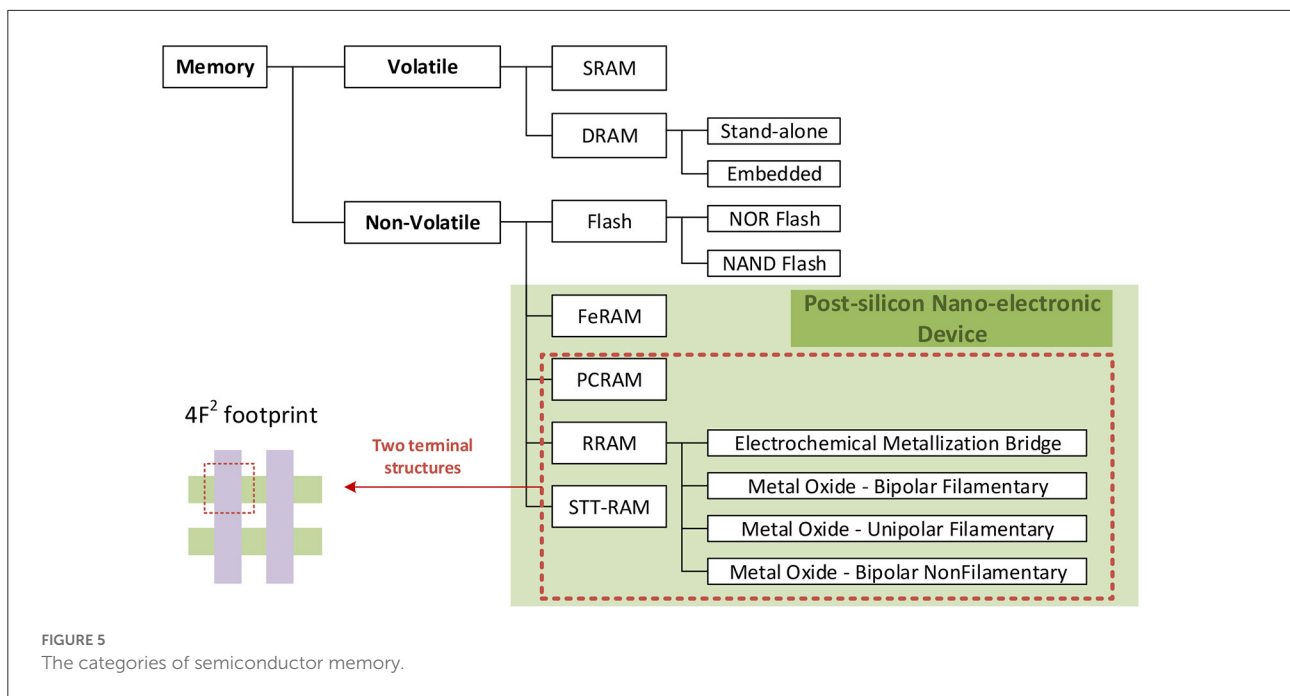 Memory
Volatile
SRAM
DRAM
Stand-alone
Embedded
Non-Volatile
Flash
NOR Flash
NAND Flash
Post-silicon Nano-electronic
Device
FeRAM
PCRAM
RRAM
Electrochemical Metallization Bridge
Metal Oxide - Bipolar Filamentary
Metal Oxide - Unipolar Filamentary
Metal Oxide - Bipolar NonFilamentary
STT-RAM
Two terminal
structures
4F² footprint
FIGURE 5
The categories of semiconductor memory.